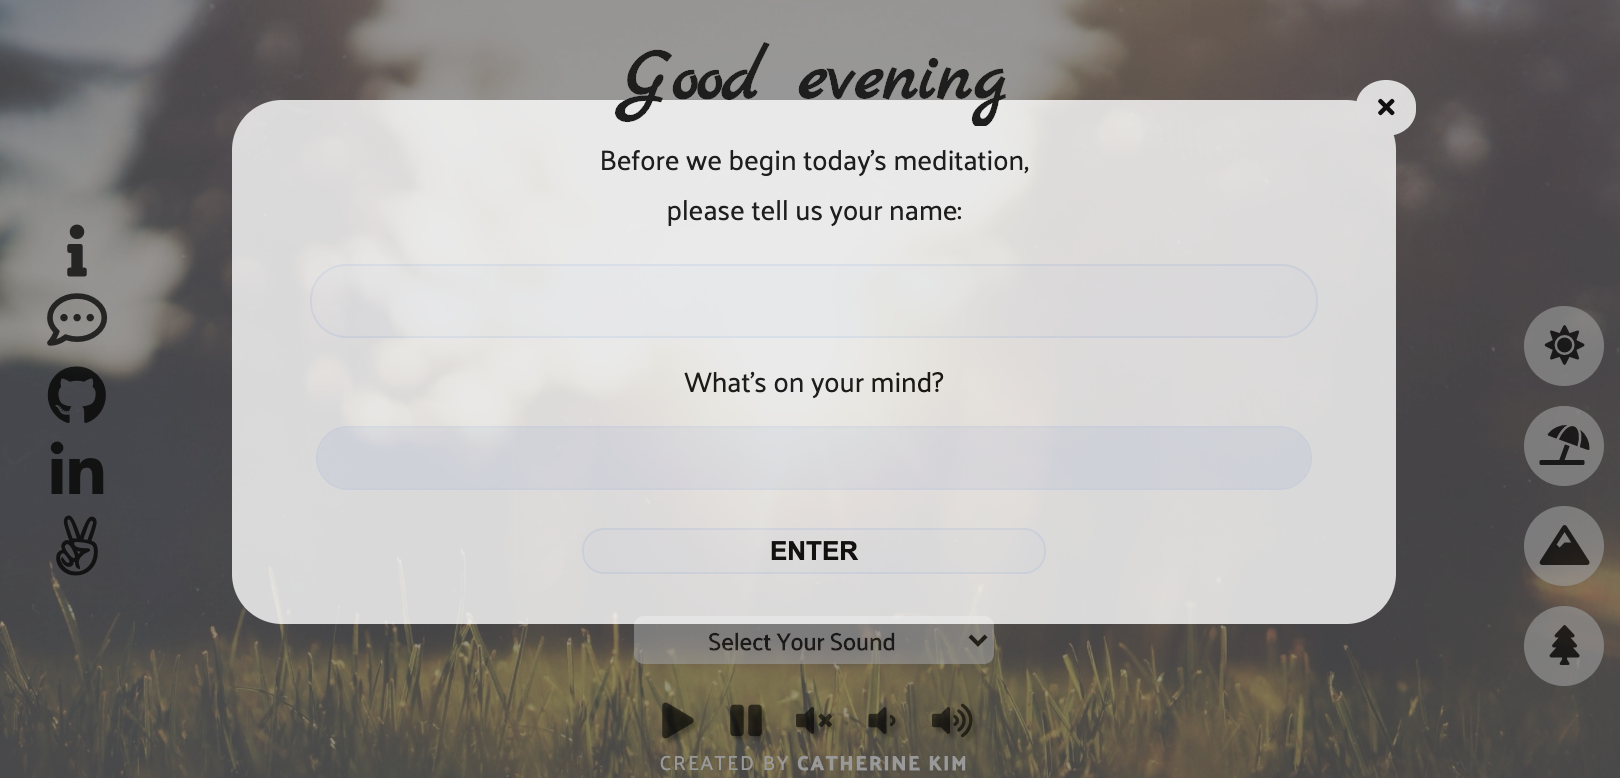 Good evening
Before we begin today's meditation,
please tell us your name:
What's on your mind?
ENTER
Select Your Sound
CREATED BY CATHERINE KIM